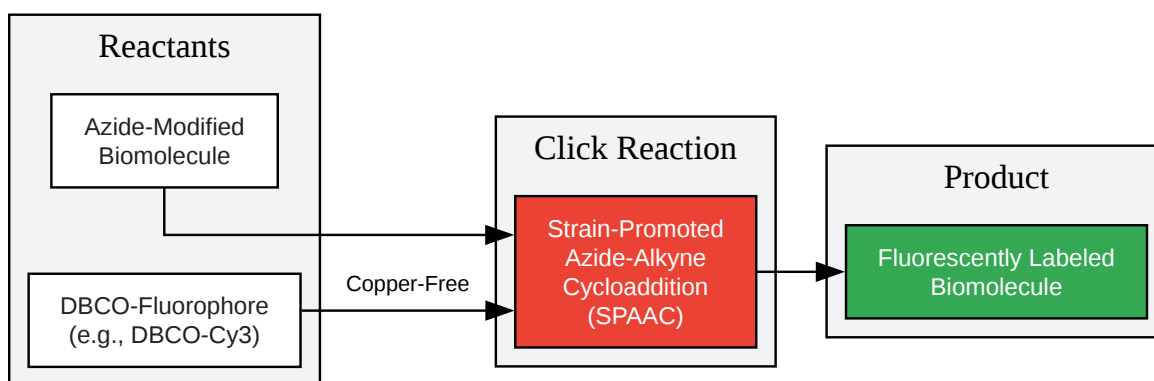 Reactants
Azide-Modified
Biomolecule
DBCO-Fluorophore
(e.g., DBCO-Cy3)
Copper-Free
Click Reaction
Strain-Promoted
Azide-Alkyne
Cycloaddition
(SPAAC)
Product
Fluorescently Labeled
Biomolecule